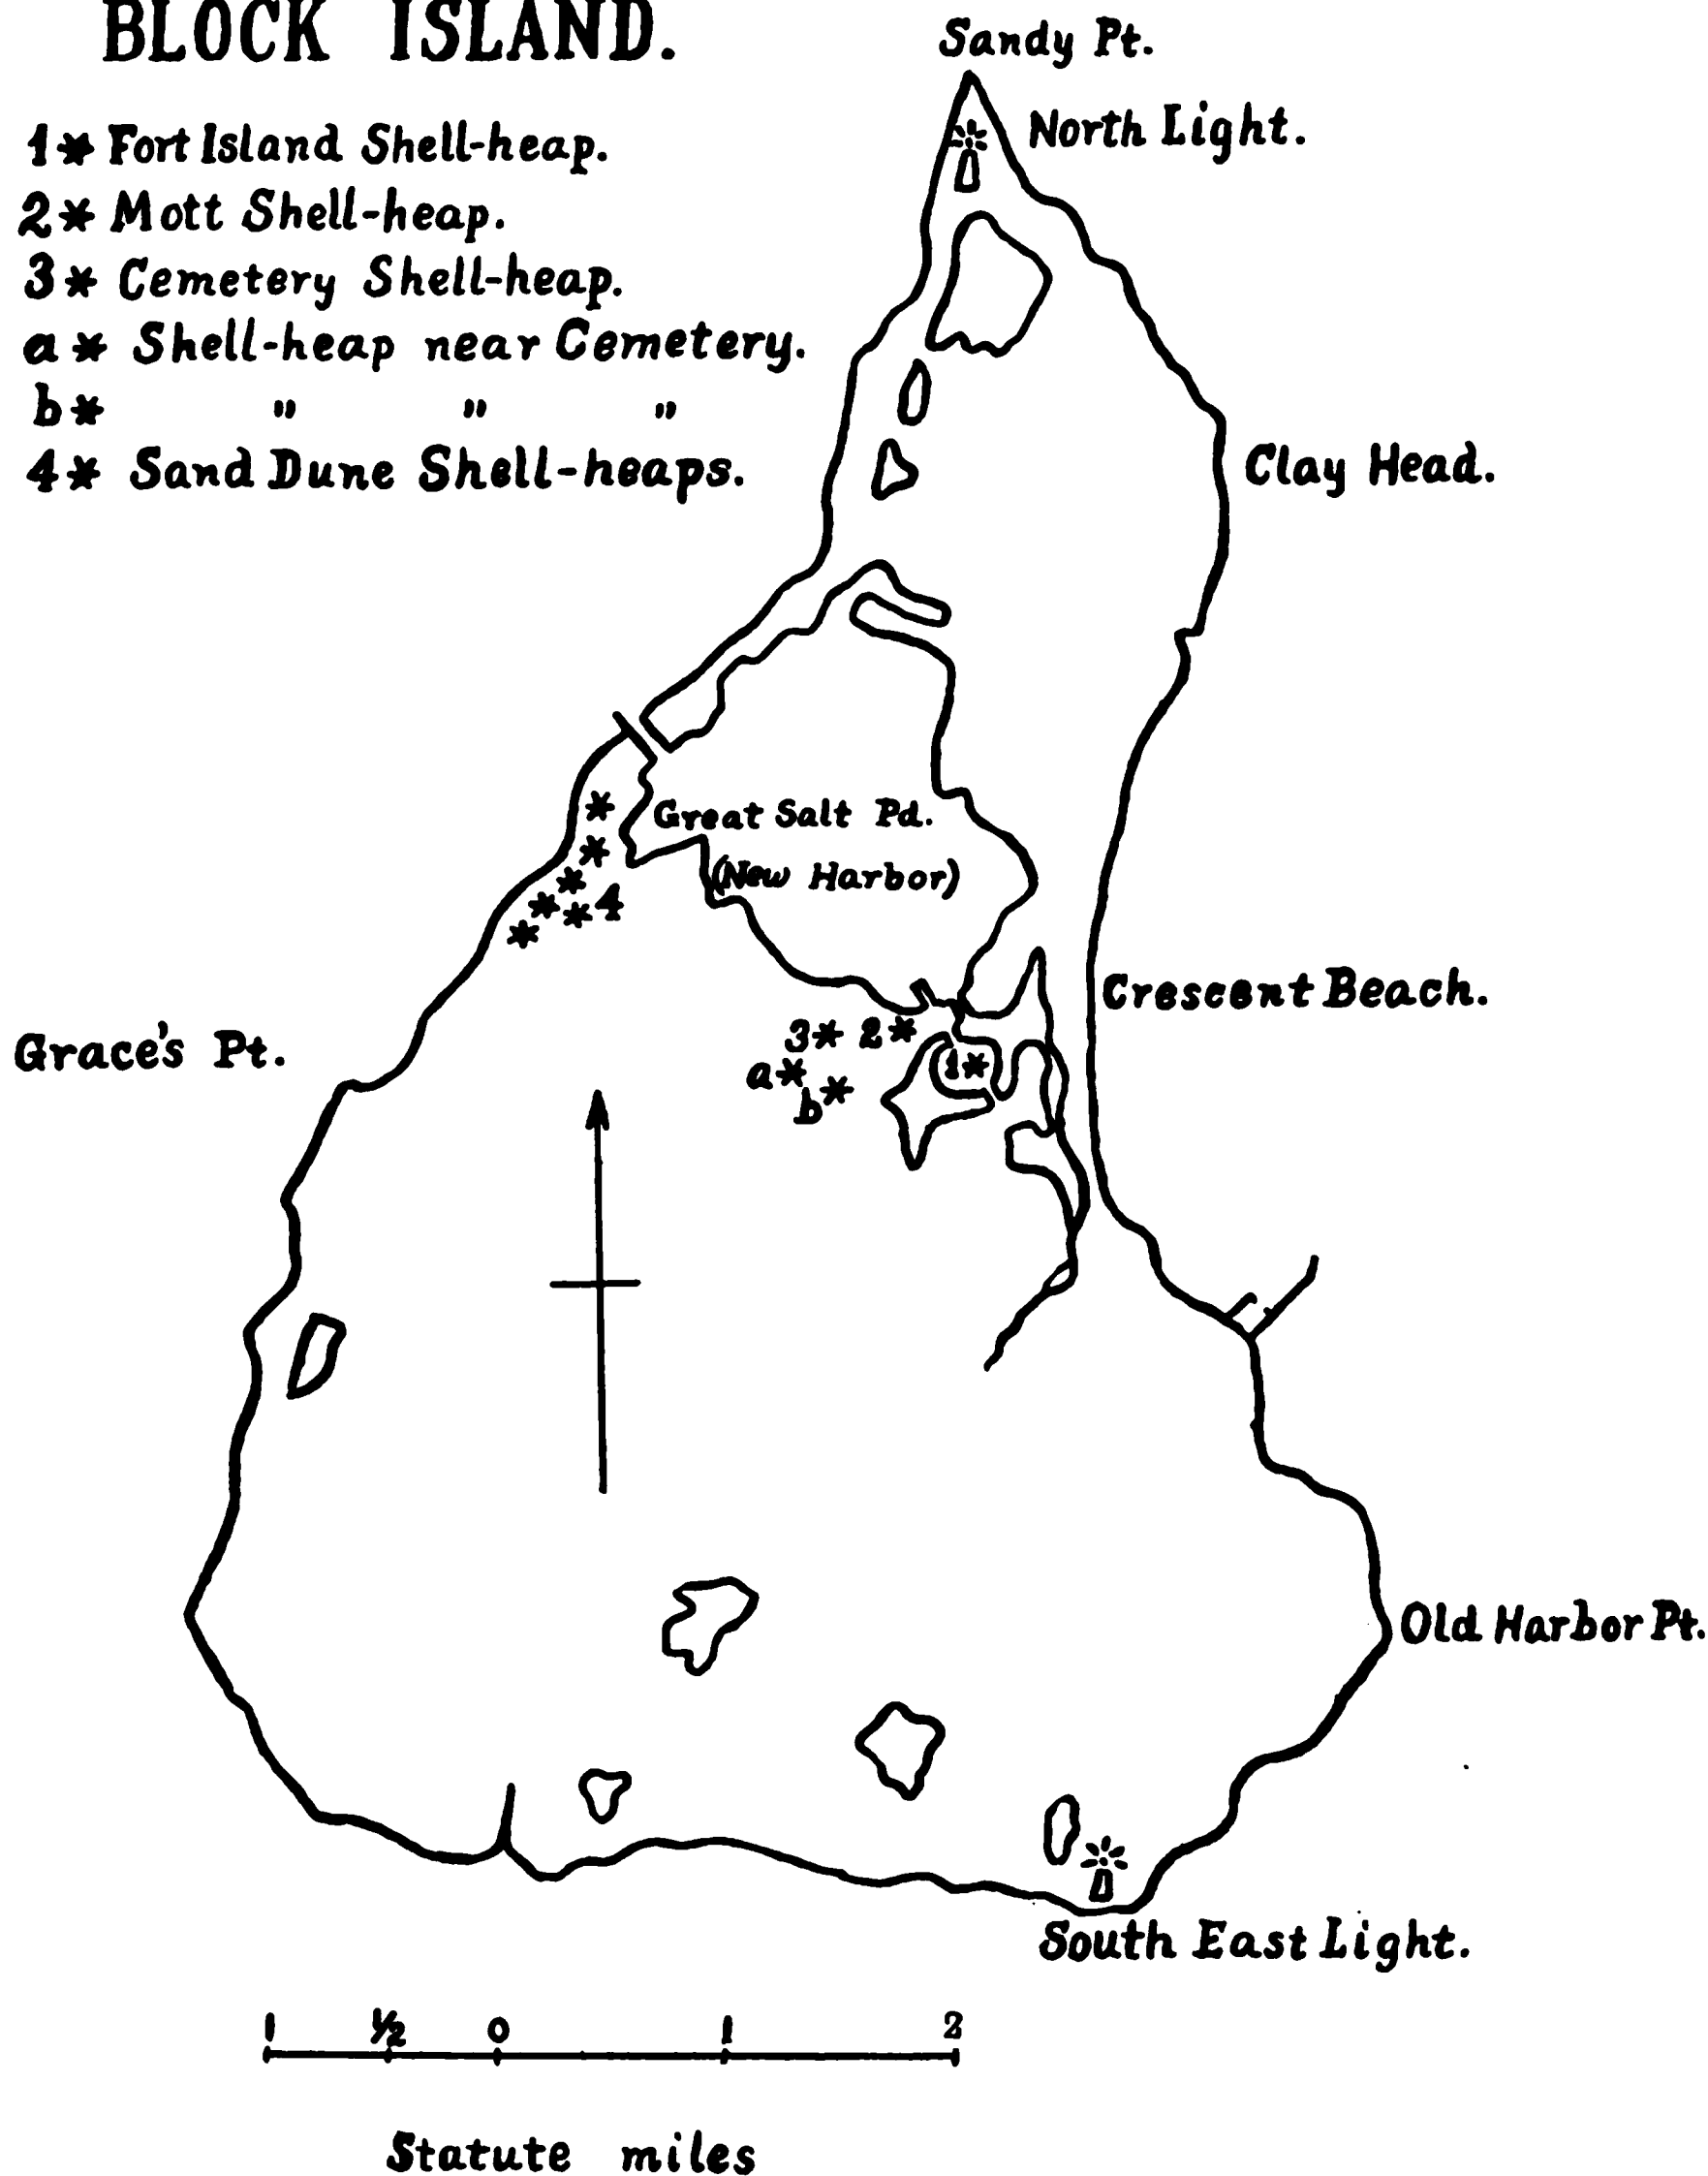 BLOCK ISLAND.
1* Fort Island Shell-heap.
2* Mott Shell-heap.
3* Cemetery Shell-heap.
a* Shell-heap near Cemetery.
b* " " "
4* Sand Dune Shell-heaps.
Sandy Pt.
North Light.
Clay Head.
Great Salt Pd.
(New Harbor)
* * * * * * 4
Crescent Beach.
Grace's Pt.
3* 2*
1*
a*
b*
Old Harbor Pt.
South East Light.
1 ½ 0 1 2
Statute miles